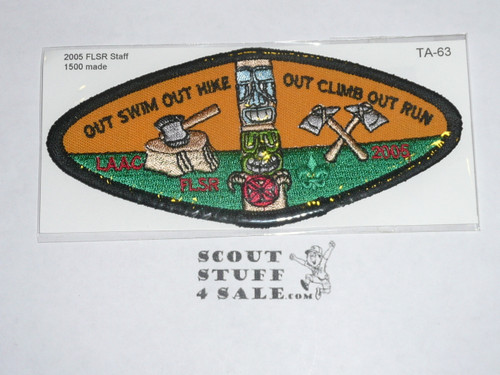 2005 FLSR Staff
1500 made
TA-63
OUT SWIM OUT HIKE
OUT CLIMB OUT RUN
LAAC
FLSR
2005
SCOUT
STUFF
4 SALE.COM